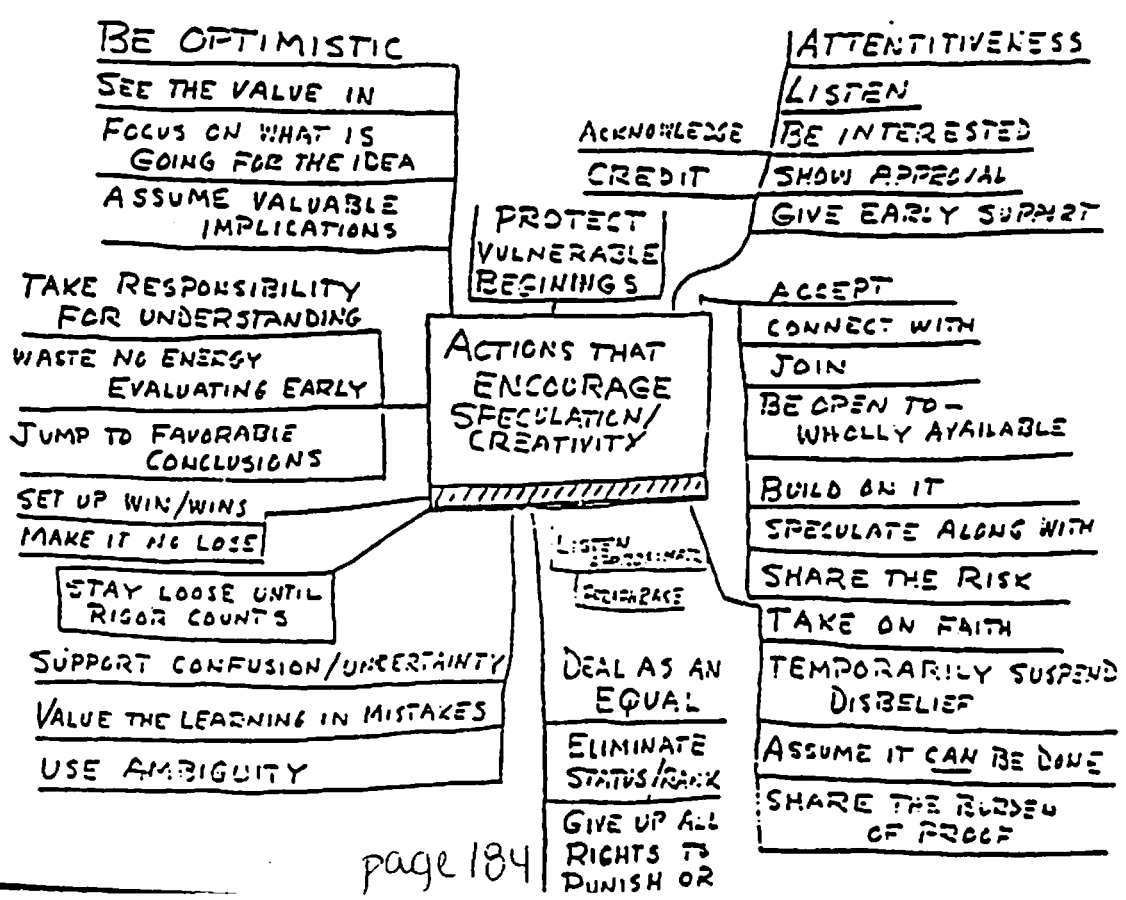 BE OPTIMISTIC
SEE THE VALUE IN
FOCUS ON WHAT IS
GOING FOR THE IDEA
ASSUME VALUABLE
IMPLICATIONS
PROTECT
VULNERABLE
BEGININGS
ATTENTITIVENESS
LISTEN
ACKNOWLEDGE
BE INTERESTED
CREDIT
SHOW
GIVE EARLY SUPPORT
TAKE RESPONSIBILITY
FOR UNDERSTANDING
WASTE NO ENERGY
EVALUATING EARLY
JUMP TO FAVORABLE
CONCLUSIONS
SET UP WIN/WINS
MAKE IT NO LOSE
STAY LOOSE UNTIL
RIGOR COUNTS
ACTIONS THAT
ENCOURAGE
SPECULATION/
CREATIVITY
ACCEPT
CONNECT WITH
JOIN
BE OPEN TO -
WHOLLY AVAILABLE
BUILD ON IT
SPECULATE ALONG WITH
SHARE THE RISK
TAKE ON FAITH
TEMPORARILY SUSPEND
DISBELIEF
ASSUME IT CAN BE DONE
SHARE THE BURDEN
OF PROOF
SUPPORT CONFUSION/UNCERTAINTY
VALUE THE LEARNING IN MISTAKES
USE AMBIGUITY
LISTEN
DEAL AS AN
EQUAL
ELIMINATE
STATUS/RANK
GIVE UP ALL
RIGHTS TO
PUNISH OR
page 184